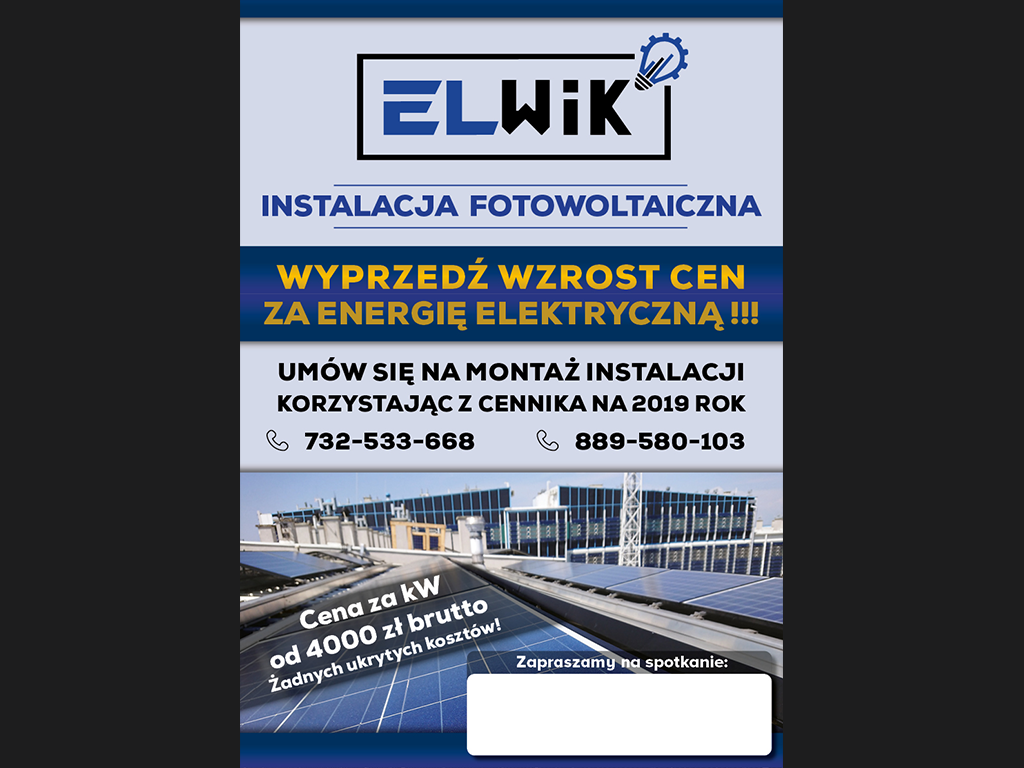 ELWiK
INSTALACJA FOTOWOLTAICZNA
WYPRZEDŹ WZROST CEN
ZA ENERGIĘ ELEKTRYCZNĄ !!!
UMÓW SIĘ NA MONTAŻ INSTALACJI
KORZYSTAJĄC Z CENNIKA NA 2019 ROK
732-533-668 889-580-103
Cena za kW
od 4000 zł brutto
Żadnych ukrytych kosztów!
Zapraszamy na spotkanie: